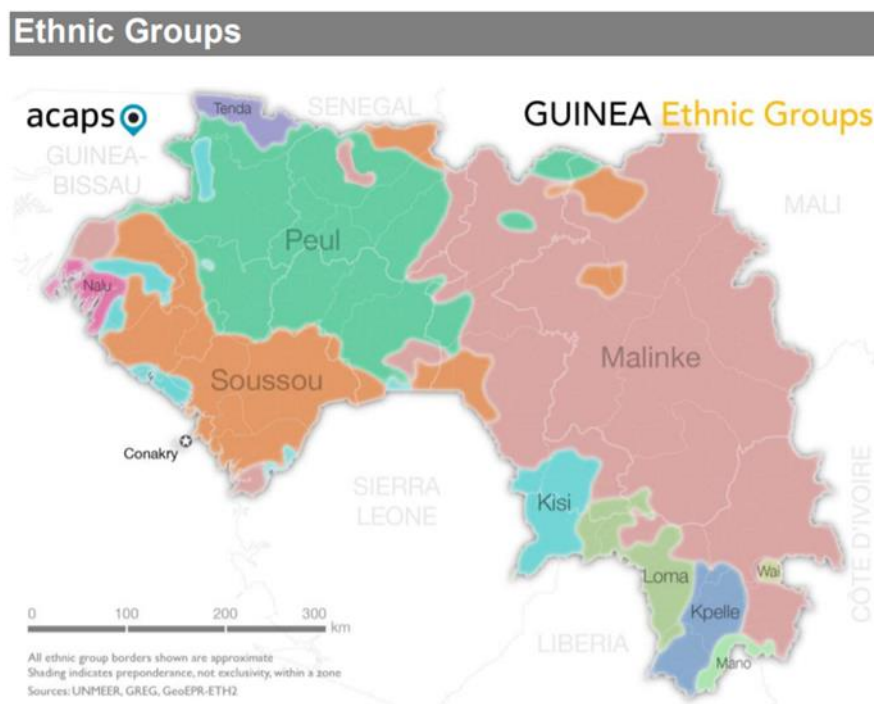 Ethnic Groups
acaps
GUINEA Ethnic Groups
Tenda
SENEGAL
GUINEA-
BISSAU
MALI
Peul
Nalu
Malinke
Soussou
Conakry
SIERRA
LEONE
Kisi
CÔTE D'IVOIRE
Loma
Wai
Kpelle
LIBERIA
Mano
0 100 200 300
km
All ethnic group borders shown are approximate
Shading indicates preponderance, not exclusivity, within a zone
Sources: UNMEER, GREG, GeoEPR-ETH2